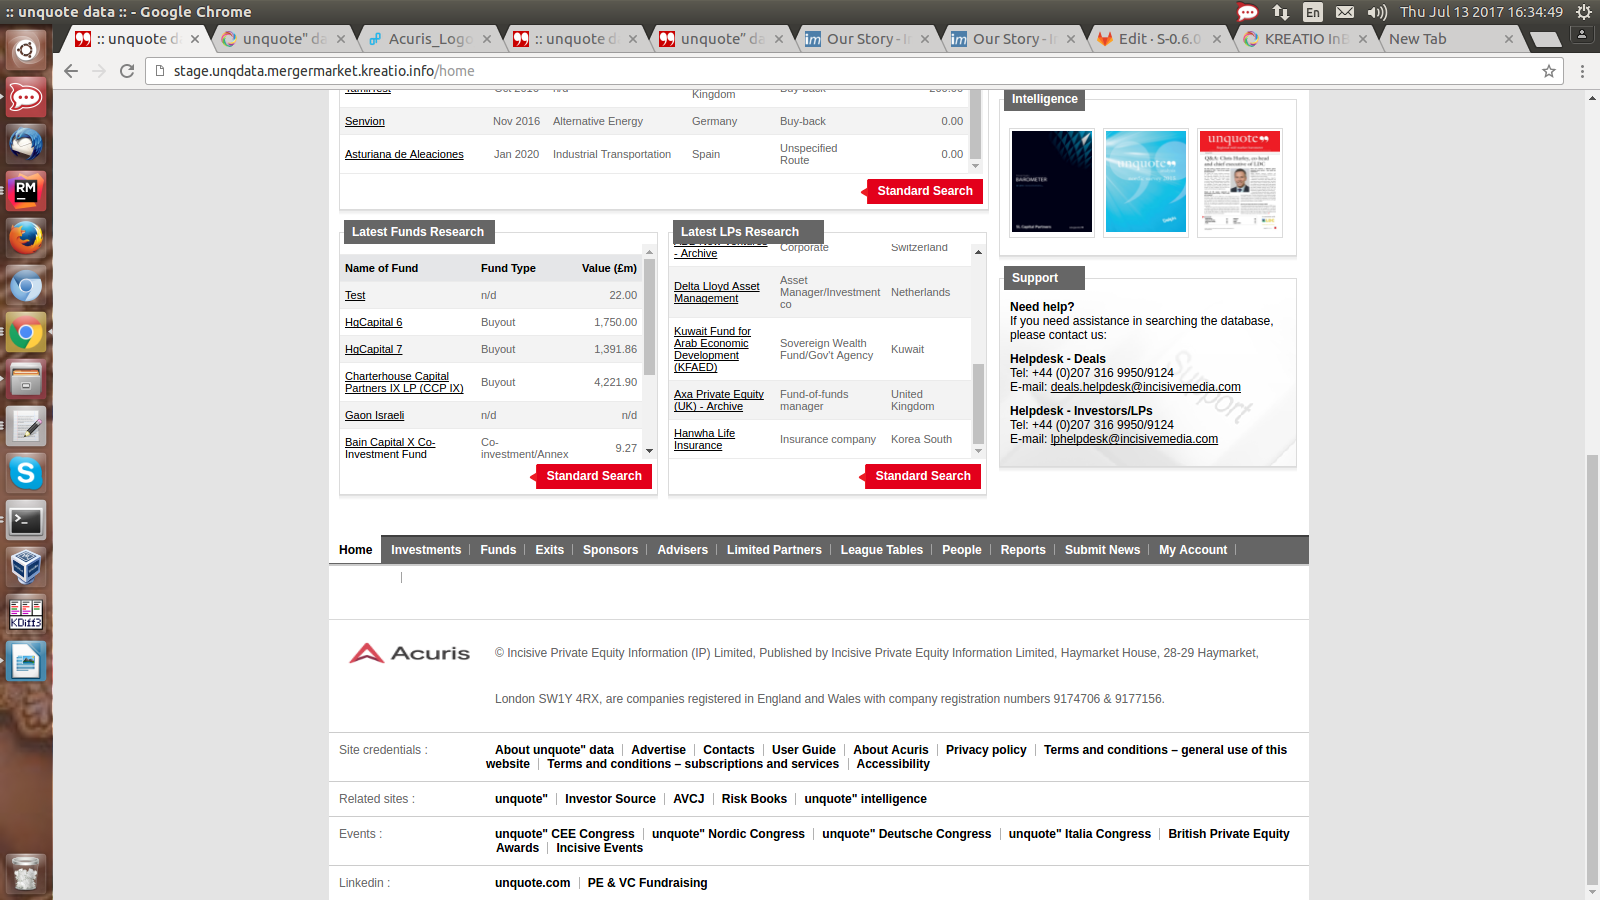 :: unquote data :: - Google Chrome
En
Thu Jul 13 2017 16:34:49
:: unquote d
unquote" da
Acuris_Logo
:: unquote d
unquote” da
Our Story - I
Our Story - I
Edit · S-0.6.0
KREATIO InB
New Tab
stage.unqdata.mergermarket.kreatio.info/home
Kingdom
Buy-back
Senvion Nov 2016 Alternative Energy Germany Buy-back 0.00
Asturiana de Aleaciones Jan 2020 Industrial Transportation Spain Unspecified Route 0.00
Standard Search
Intelligence
BAROMETER
unquote
unquote
Q&A: Chris Hurley, co-head and chief executive of LDC
Latest Funds Research
Name of Fund Fund Type Value (£m)
Test n/d 22.00
HgCapital 6 Buyout 1,750.00
HgCapital 7 Buyout 1,391.86
Charterhouse Capital Partners IX LP (CCP IX) Buyout 4,221.90
Gaon Israeli n/d n/d
Bain Capital X Co-Investment Fund Co-investment/Annex 9.27
Standard Search
Latest LPs Research
- Archive Corporate Switzerland
Delta Lloyd Asset Management Asset Manager/Investment co Netherlands
Kuwait Fund for Arab Economic Development (KFAED) Sovereign Wealth Fund/Gov't Agency Kuwait
Axa Private Equity (UK) - Archive Fund-of-funds manager United Kingdom
Hanwha Life Insurance Insurance company Korea South
Standard Search
Support
Need help?
If you need assistance in searching the database,
please contact us:
Helpdesk - Deals
Tel: +44 (0)207 316 9950/9124
E-mail: deals.helpdesk@incisivemedia.com
Helpdesk - Investors/LPs
Tel: +44 (0)207 316 9950/9124
E-mail: lphelpdesk@incisivemedia.com
Support
Home Investments Funds Exits Sponsors Advisers Limited Partners League Tables People Reports Submit News My Account
Acuris
© Incisive Private Equity Information (IP) Limited, Published by Incisive Private Equity Information Limited, Haymarket House, 28-29 Haymarket,
London SW1Y 4RX, are companies registered in England and Wales with company registration numbers 9174706 & 9177156.
Site credentials : About unquote" data | Advertise | Contacts | User Guide | About Acuris | Privacy policy | Terms and conditions – general use of this
website | Terms and conditions – subscriptions and services | Accessibility
Related sites : unquote" | Investor Source | AVCJ | Risk Books | unquote" intelligence
Events : unquote" CEE Congress | unquote" Nordic Congress | unquote" Deutsche Congress | unquote" Italia Congress | British Private Equity
Awards | Incisive Events
Linkedin : unquote.com | PE & VC Fundraising
RM
KDiff3